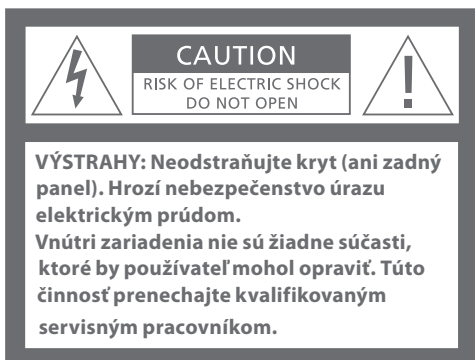 CAUTION
RISK OF ELECTRIC SHOCK
DO NOT OPEN
VÝSTRAHY: Neodstraňujte kryt (ani zadný
panel). Hrozí nebezpečenstvo úrazu
elektrickým prúdom.
Vnútri zariadenia nie sú žiadne súčasti,
ktoré by používateľ mohol opraviť. Túto
činnosť prenechajte kvalifikovaným
servisným pracovníkom.